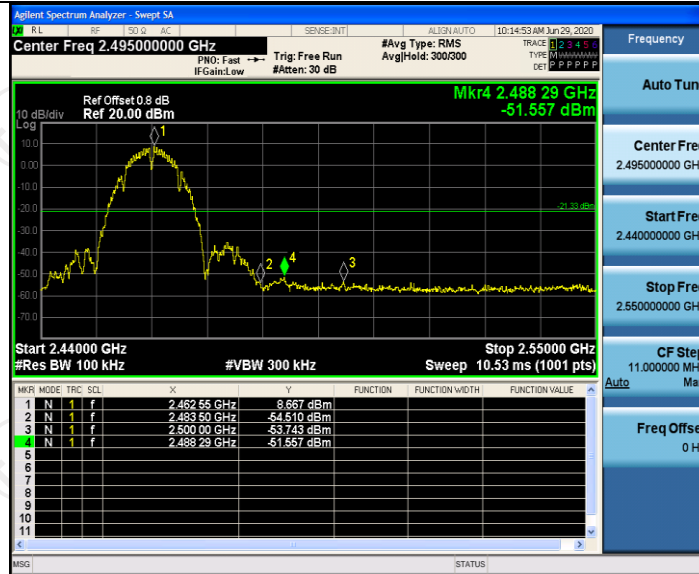 Agilent Spectrum Analyzer - Swept SA
RL RF 50 Ω AC SENSE:INT ALIGN AUTO 10:14:53 AM Jun 29, 2020
Center Freq 2.495000000 GHz
#Avg Type: RMS
TRACE 1 2 3 4 5 6
PNO: Fast Trig: Free Run Avg|Hold: 300/300
TYPE M
IFGain:Low #Atten: 30 dB
DET P P P P P P
Frequency
Mkr4 2.488 29 GHz
-51.557 dBm
Ref Offset 0.8 dB
10 dB/div Ref 20.00 dBm
Log
10.0
0.00
-10.0
-20.0
-30.0
-40.0
-50.0
-60.0
-70.0
1
2
4
3
-21.33 dBm
Start 2.44000 GHz Stop 2.55000 GHz
#Res BW 100 kHz #VBW 300 kHz Sweep 10.53 ms (1001 pts)
MKR MODE TRC SCL X Y FUNCTION FUNCTION WIDTH FUNCTION VALUE
1 N 1 f 2.462 55 GHz 8.667 dBm
2 N 1 f 2.483 50 GHz -54.510 dBm
3 N 1 f 2.500 00 GHz -53.743 dBm
4 N 1 f 2.488 29 GHz -51.557 dBm
5
6
7
8
9
10
11
MSG STATUS
Auto Tun
Center Fre
2.495000000 GH
Start Fre
2.440000000 GH
Stop Fre
2.550000000 GH
CF Ste
11.000000 MH
Auto Ma
Freq Offse
0 H